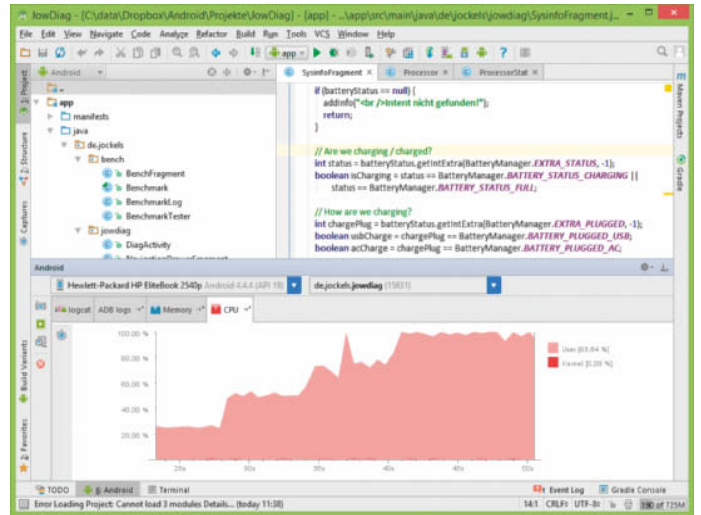 JowDiag - [C:\data\Dropbox\Android\Projekte\JowDiag] - [app] - ...\app\src\main\java\de\jockels\jowdiag\SysinfoFragment.j...
File Edit View Navigate Code Analyze Refactor Build Run Tools VCS Window Help
app
Android
SysinfoFragment × Processor × ProcessorStat ×
1: Project
Z: Structure
Captures
Build Variants
2: Favorites
Maven Projects
Gradle
app
manifests
java
de.jockels
bench
BenchFragment
Benchmark
BenchmarkLog
BenchmarkTester
jowdiag
DiagActivity
if (batteryStatus == null) {
addInfo("<br />Intent nicht gefunden!");
return;
}
// Are we charging / charged?
int status = batteryStatus.getIntExtra(BatteryManager.EXTRA_STATUS, -1);
boolean isCharging = status == BatteryManager.BATTERY_STATUS_CHARGING ||
status == BatteryManager.BATTERY_STATUS_FULL;
// How are we charging?
int chargePlug = batteryStatus.getIntExtra(BatteryManager.EXTRA_PLUGGED, -1);
boolean usbCharge = chargePlug == BatteryManager.BATTERY_PLUGGED_USB;
boolean acCharge = chargePlug == BatteryManager.BATTERY_PLUGGED_AC;
Android
Hewlett-Packard HP EliteBook 2540p Android 4.4.4 (API 19) de.jockels.jowdiag (15831)
logcat ADB logs Memory CPU
100.00 %
80.00 %
60.00 %
40.00 %
20.00 %
25s 30s 35s 40s 45s 50s
User [83,64 %]
Kernel [0,00 %]
TODO 6: Android Terminal Event Log Gradle Console
Error Loading Project: Cannot load 3 modules Details... (today 11:38) 14:1 CRLF÷ UTF-8÷ 190 of 725M